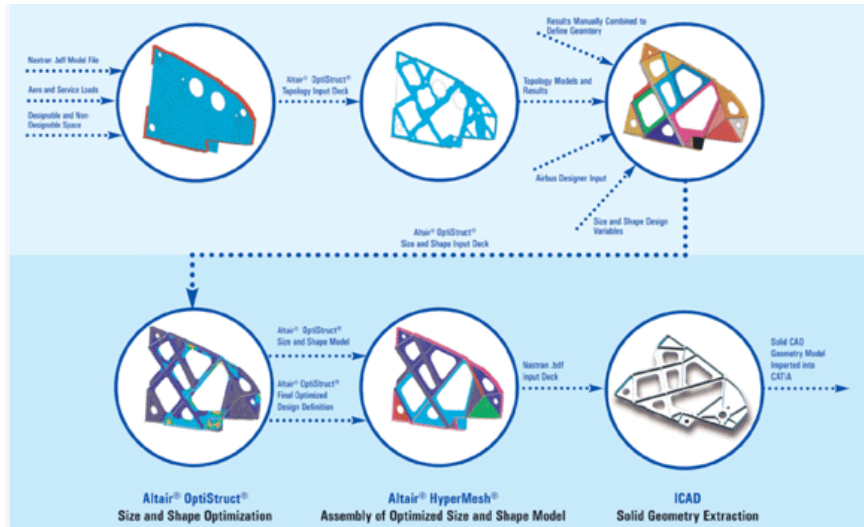 Nastran .bdf Model File
Aero and Service Loads
Designable and Non-
Designable Space
Altair® OptiStruct®
Topology Input Deck
Results Manually Combined to
Define Geamtery
Topology Models and
Results
Airbus Designer Input
Size and Shape Design
Variables
Altair® OptiStruct®
Size and Shape Input Deck
Altair® OptiStruct®
Size and Shape Model
Altair® OptiStruct®
Final Optimized
Design Definition
Nastran .bdf
Input Deck
Solid CAD
Geometry Model
Imported into
CATIA
Altair® OptiStruct®
Size and Shape Optimization
Altair® HyperMesh®
Assembly of Optimized Size and Shape Model
ICAD
Solid Geometry Extraction